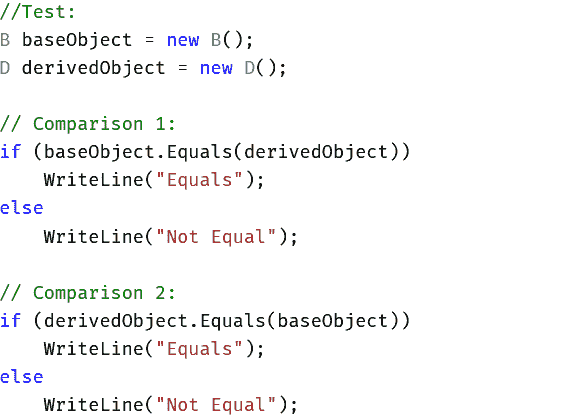 //Test:
B baseObject = new B();
D derivedObject = new D();

// Comparison 1:
if (baseObject.Equals(derivedObject))
    WriteLine("Equals");
else
    WriteLine("Not Equal");

// Comparison 2:
if (derivedObject.Equals(baseObject))
    WriteLine("Equals");
else
    WriteLine("Not Equal");